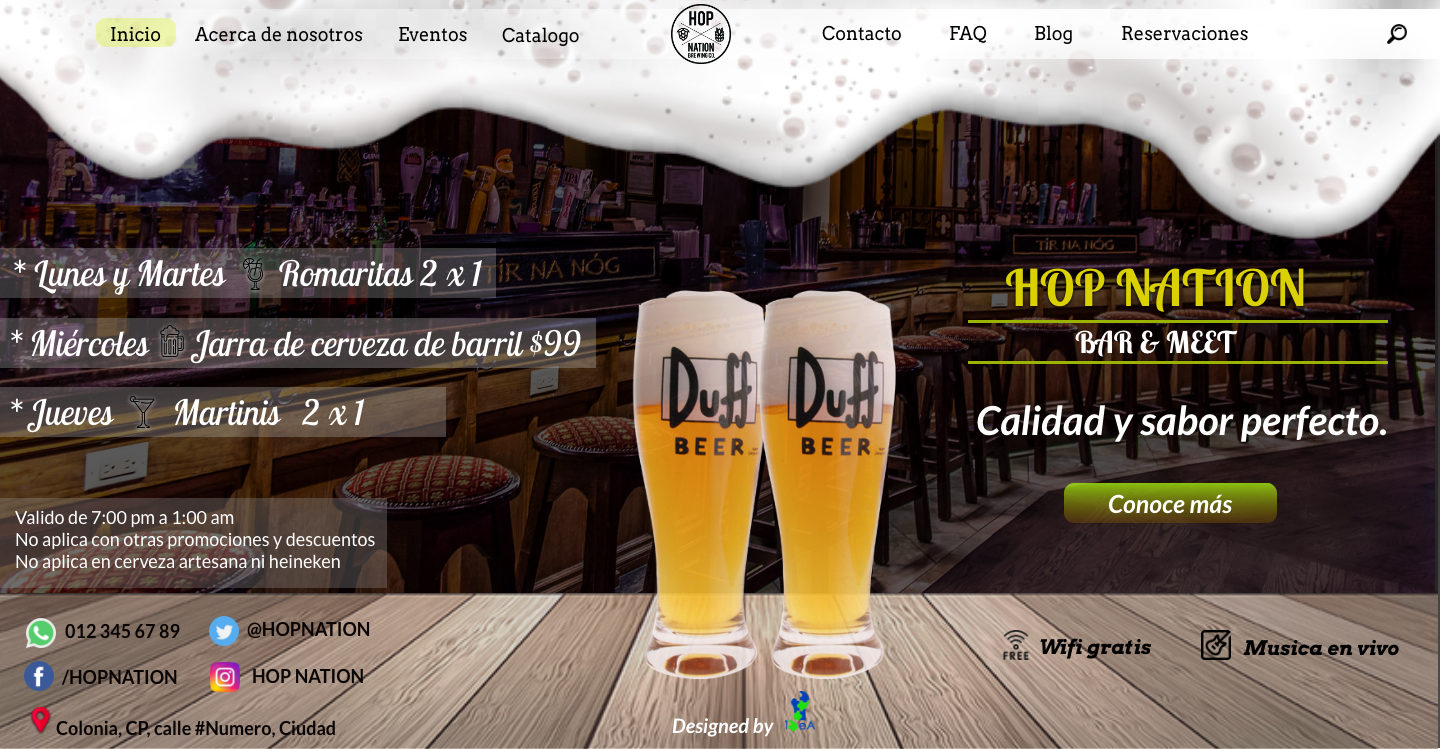 Inicio
Acerca de nosotros
Eventos
Catalogo
HOP
NATION
BREWING CO.
Contacto
FAQ
Blog
Reservaciones
TÍR NA NÓG
TÍR NA NÓG
* Lunes y Martes Romaritas 2 x 1
* Miércoles Jarra de cerveza de barril $99
* Jueves Martinis 2 x 1
Valido de 7:00 pm a 1:00 am
No aplica con otras promociones y descuentos
No aplica en cerveza artesana ni heineken
Duff
BEER
Duff
BEER
HOP NATION
BAR & MEET
Calidad y sabor perfecto.
Conoce más
012 345 67 89
@HOPNATION
/HOPNATION
HOP NATION
Colonia, CP, calle #Numero, Ciudad
Designed by
FREE
Wifi gratis
Musica en vivo